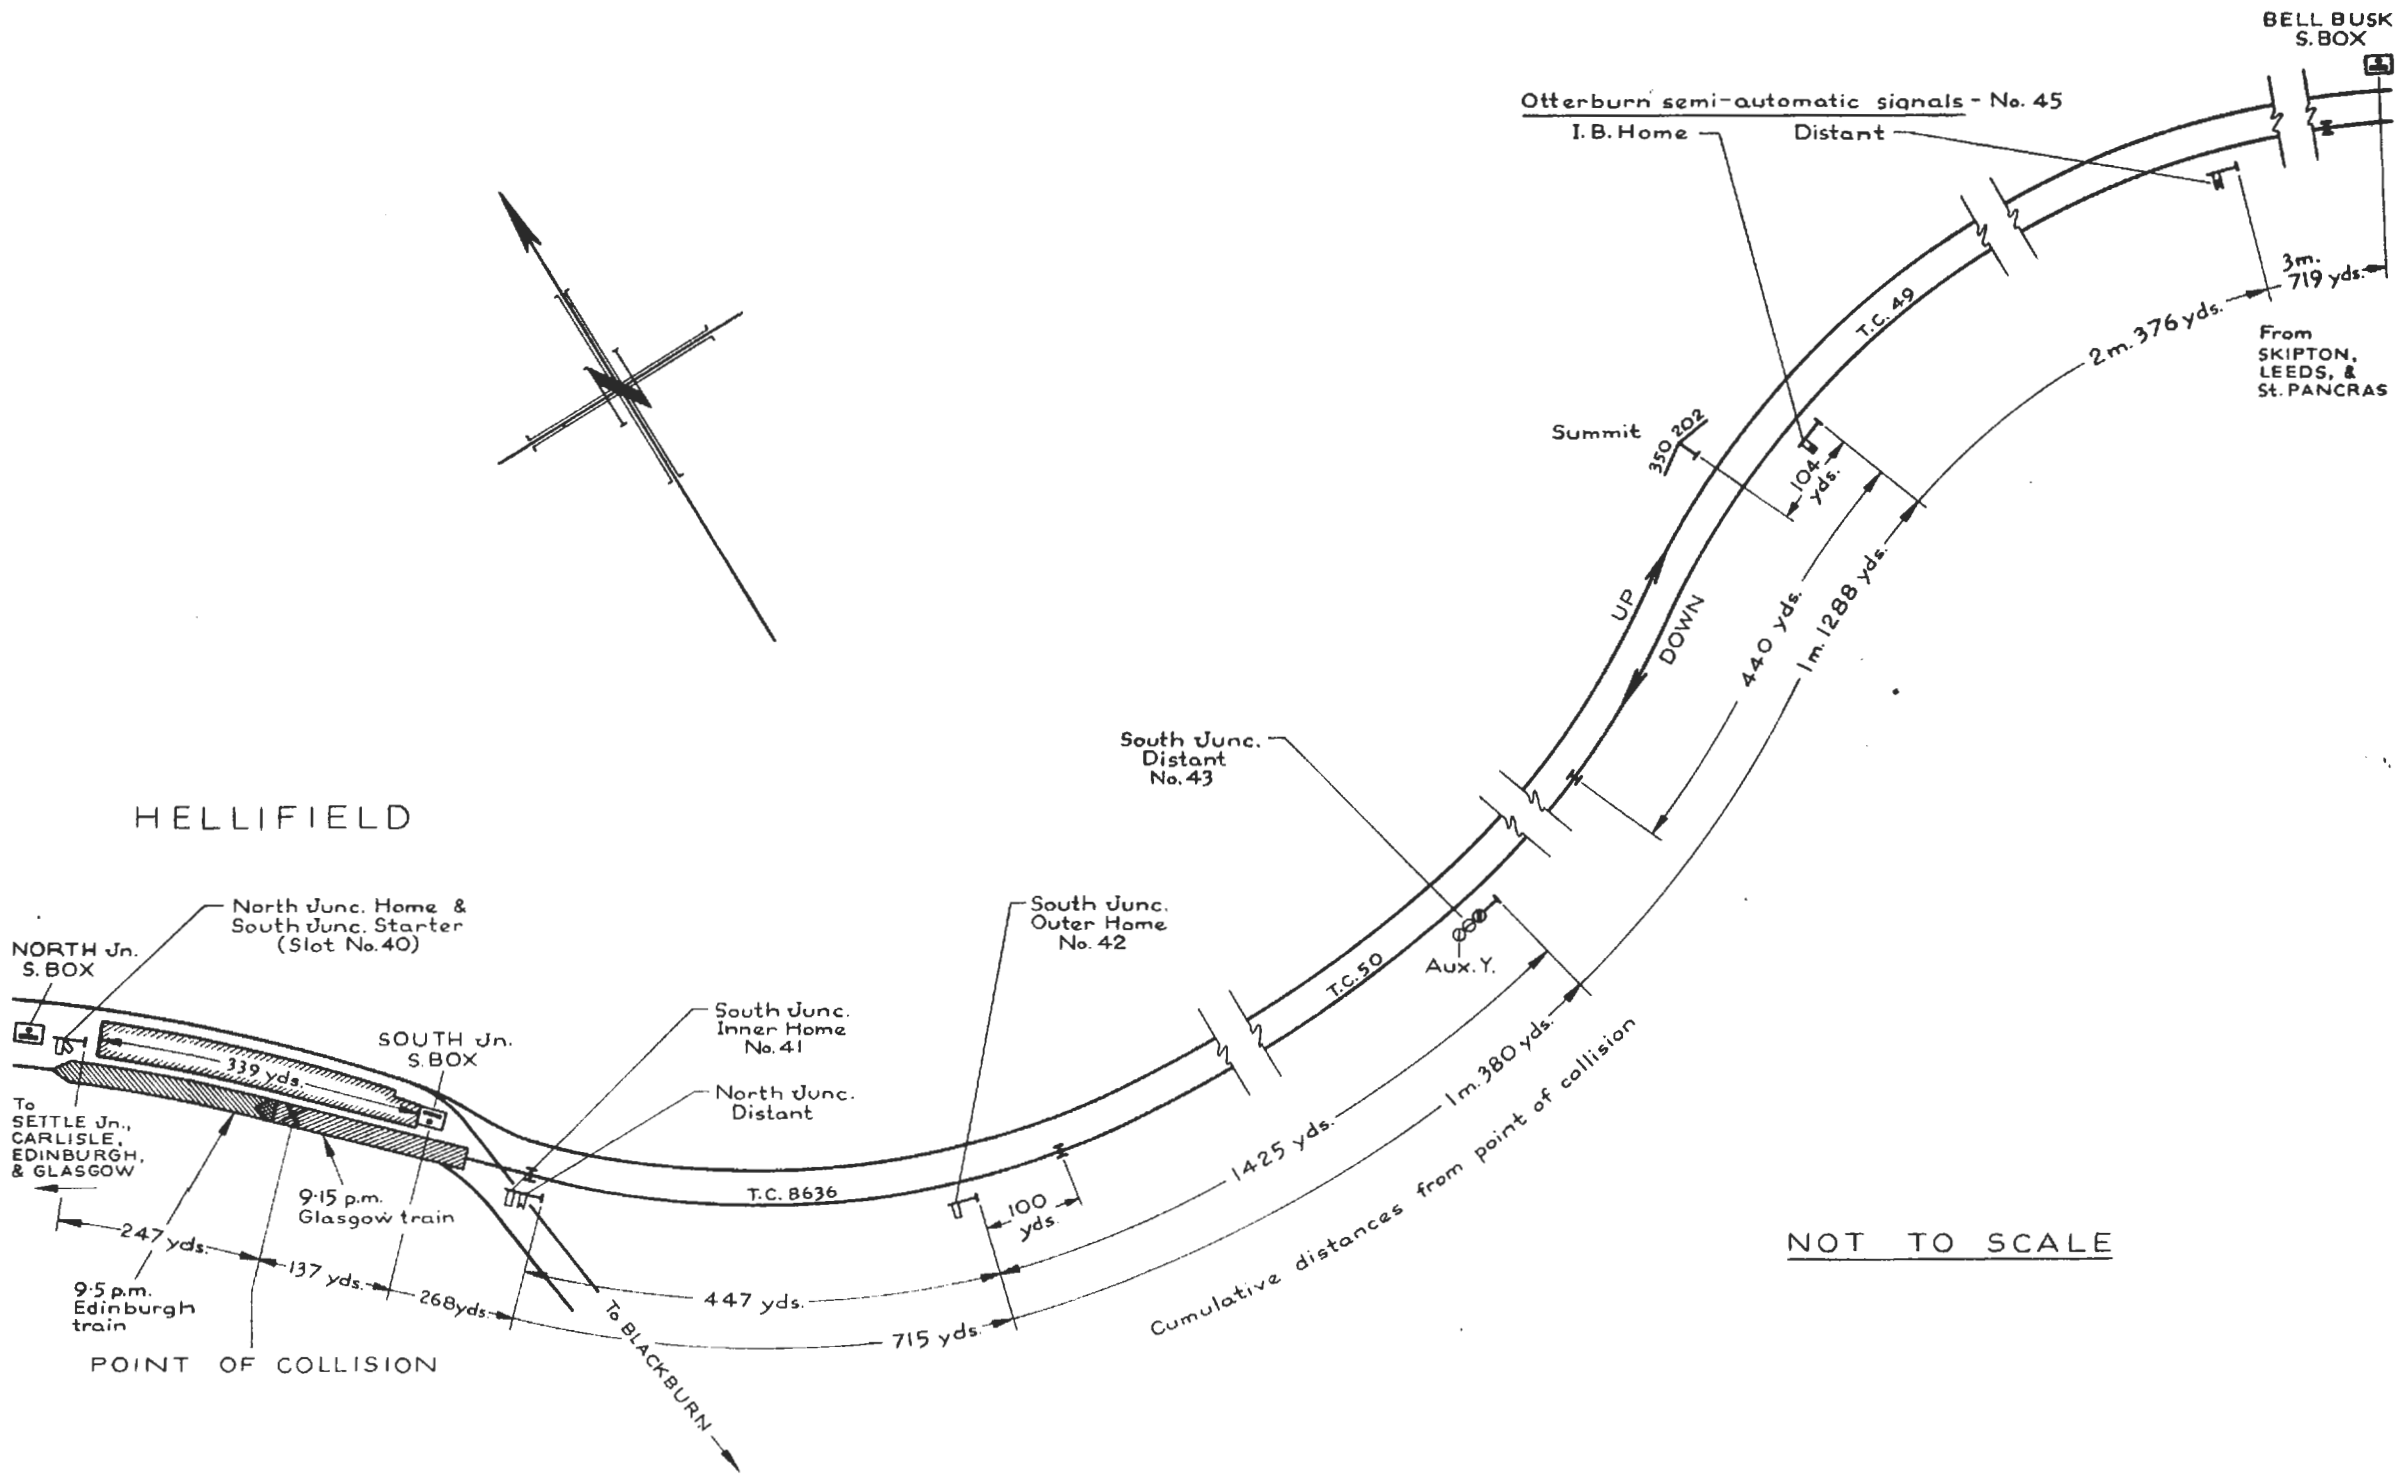 BELL BUSK
S. BOX
Otterburn semi-automatic signals - No. 45
I.B. Home
Distant
T.C. 49
3m.
719 yds.
2m. 376 yds.
From
SKIPTON,
LEEDS, &
St. PANCRAS
Summit
350 202
104
yds.
UP
DOWN
440 yds.
1m. 1288 yds.
South Junc.
Distant
No. 43
HELLIFIELD
North Junc. Home &
South Junc. Starter
(Slot No. 40)
NORTH Jn.
S. BOX
South Junc.
Outer Home
No. 42
T.C. 50
Aux. Y.
SOUTH Jn.
S. BOX
South Junc.
Inner Home
No. 41
North Junc.
Distant
339 yds.
To
SETTLE Jn.,
CARLISLE,
EDINBURGH,
& GLASGOW
9·15 p.m.
Glasgow train
T.C. 8636
100
yds.
1425 yds.
1m. 380 yds.
Cumulative distances from point of collision
247 yds.
137 yds.
268 yds.
447 yds.
715 yds.
9·5 p.m.
Edinburgh
train
To BLACKBURN
POINT OF COLLISION
NOT TO SCALE